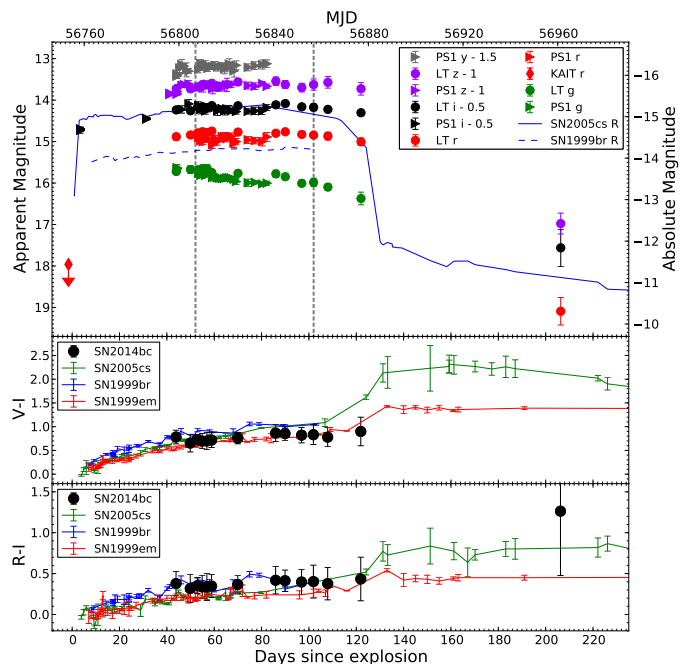 MJD
56760 56800 56840 56880 56920 56960
13
14
15
16
17
18
19
Apparent Magnitude
−16
−15
−14
−13
−12
−11
−10
Absolute Magnitude
PS1 y - 1.5
LT z - 1
PS1 z - 1
LT i - 0.5
PS1 i - 0.5
LT r
PS1 r
KAIT r
LT g
PS1 g
SN2005cs R
SN1999br R
2.5
2.0
1.5
1.0
0.5
0.0
V-I
SN2014bc
SN2005cs
SN1999br
SN1999em
1.5
1.0
0.5
0.0
R-I
SN2014bc
SN2005cs
SN1999br
SN1999em
0 20 40 60 80 100 120 140 160 180 200 220
Days since explosion